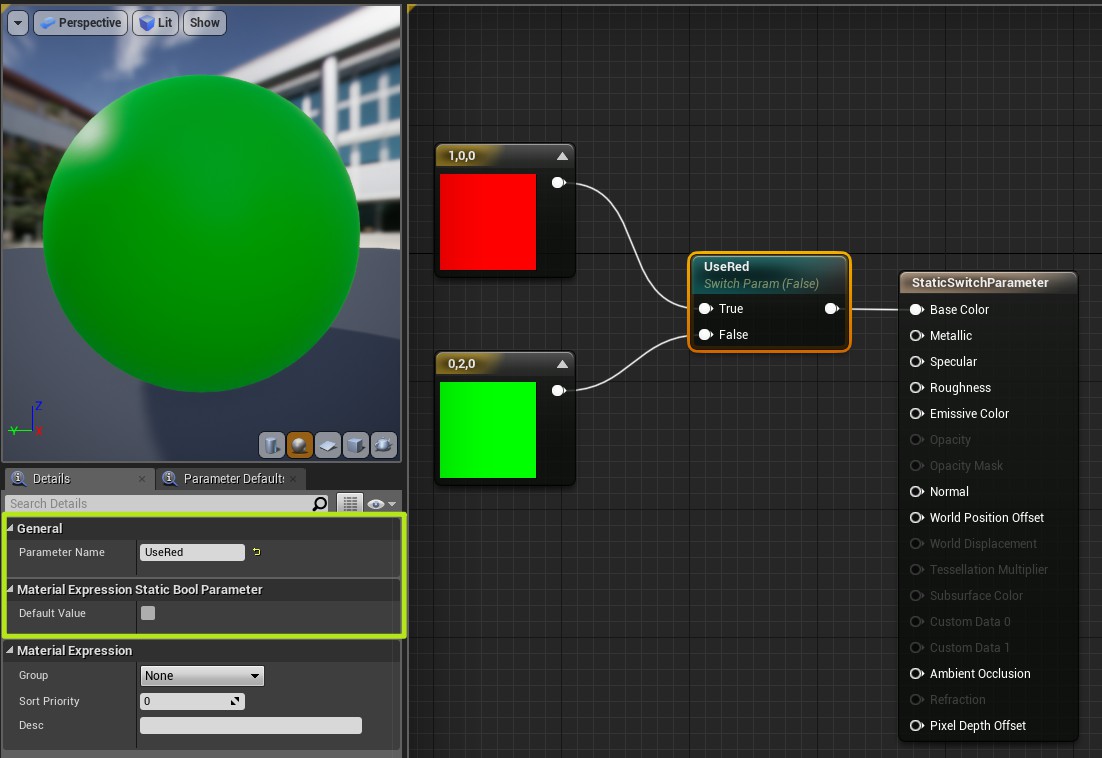 Perspective
Lit
Show
Z
Y
X
Details
Parameter Defaults
Search Details
General
Parameter Name
UseRed
Material Expression Static Bool Parameter
Default Value
Material Expression
Group
None
Sort Priority
0
Desc
1,0,0
0,2,0
UseRed
Switch Param (False)
True
False
StaticSwitchParameter
Base Color
Metallic
Specular
Roughness
Emissive Color
Opacity
Opacity Mask
Normal
World Position Offset
World Displacement
Tessellation Multiplier
Subsurface Color
Custom Data 0
Custom Data 1
Ambient Occlusion
Refraction
Pixel Depth Offset